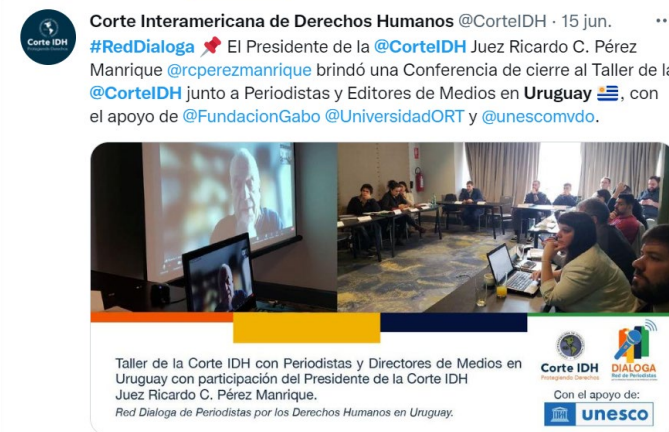 Corte IDH
Protegiendo Derechos
Corte Interamericana de Derechos Humanos @CorteIDH · 15 jun.
#RedDialoga 📌 El Presidente de la @CorteIDH Juez Ricardo C. Pérez
Manrique @rcperezmanrique brindó una Conferencia de cierre al Taller de la
@CorteIDH junto a Periodistas y Editores de Medios en Uruguay 🇺🇾, con
el apoyo de @FundacionGabo @UniversidadORT y @unescomvdo.
Taller de la Corte IDH con Periodistas y Directores de Medios en
Uruguay con participación del Presidente de la Corte IDH
Juez Ricardo C. Pérez Manrique.
Red Dialoga de Periodistas por los Derechos Humanos en Uruguay.
Corte IDH
Protegiendo Derechos
DIALOGA
Red de Periodistas
Con el apoyo de:
unesco